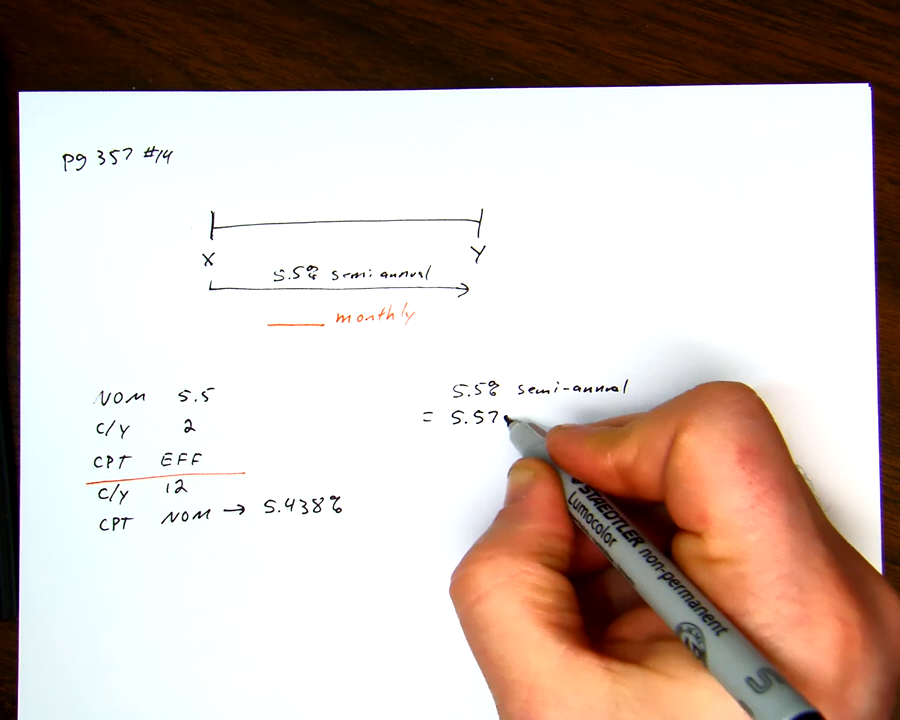 pg 357 #14
X
Y
5.5% semi annual
monthly
NOM 5.5
C/Y 2
CPT EFF
C/Y 12
CPT NOM → 5.438%
5.5% semi-annual
= 5.57
STAEDTLER non-permanent
Lumocolor
S